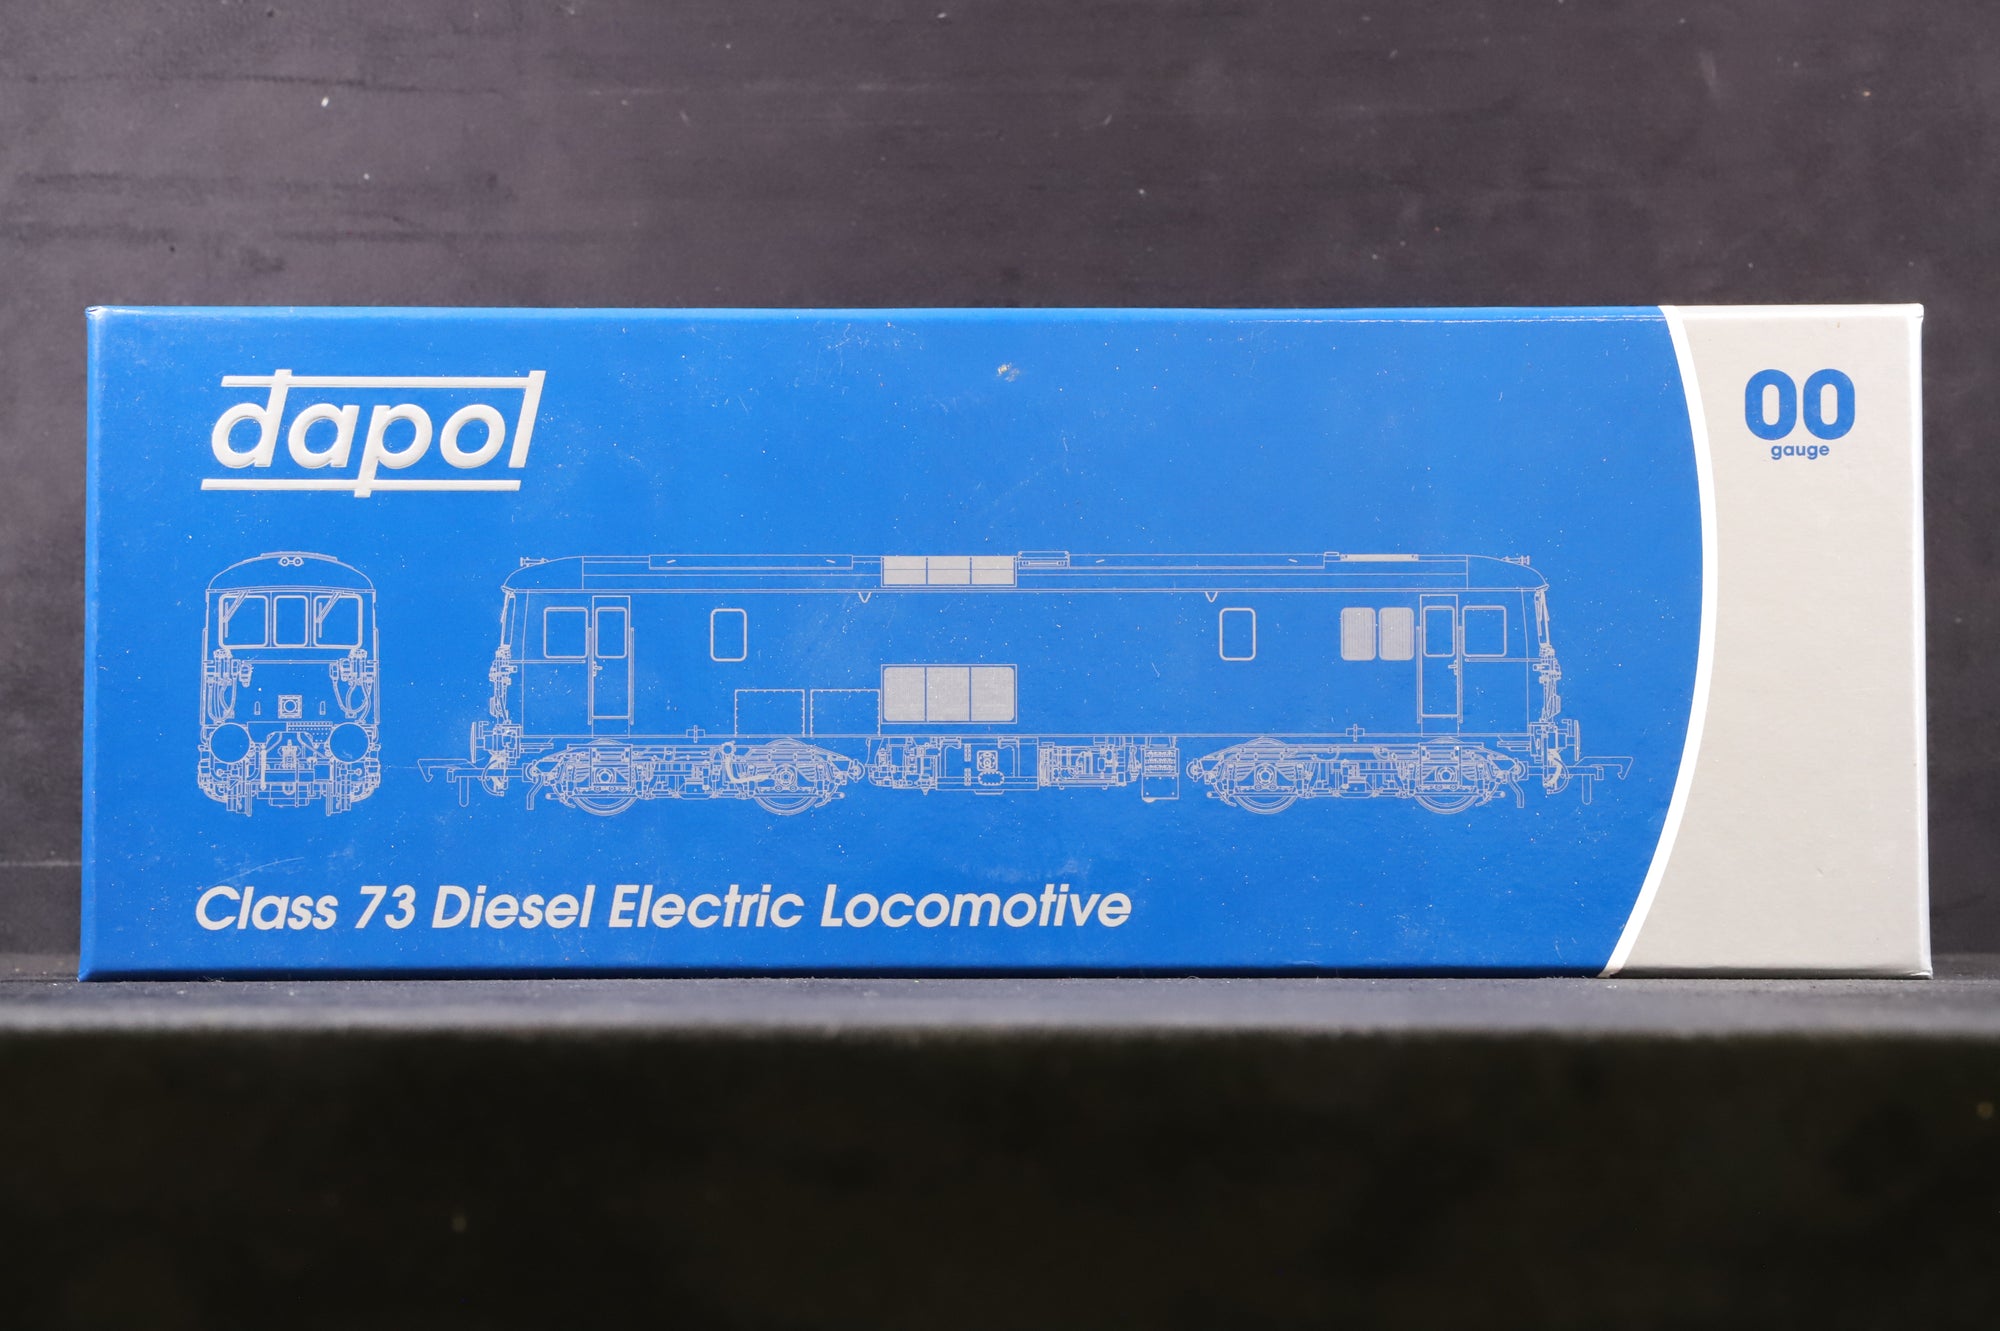 dapol
00
gauge
Class 73 Diesel Electric Locomotive